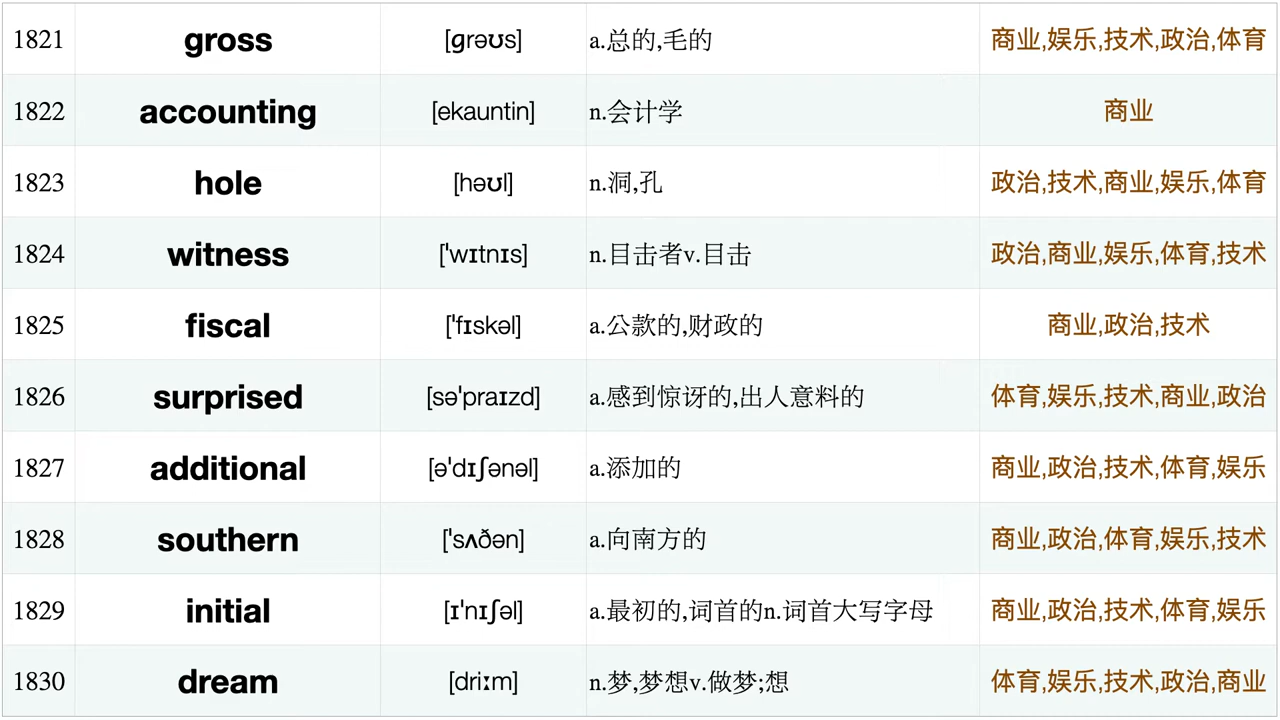 1821 gross [ɡrəʊs] a.总的,毛的 商业,娱乐,技术,政治,体育
1822 accounting [ekauntin] n.会计学 商业
1823 hole [həʊl] n.洞,孔 政治,技术,商业,娱乐,体育
1824 witness ['wɪtnɪs] n.目击者v.目击 政治,商业,娱乐,体育,技术
1825 fiscal ['fɪskəl] a.公款的,财政的 商业,政治,技术
1826 surprised [sə'praɪzd] a.感到惊讶的,出人意料的 体育,娱乐,技术,商业,政治
1827 additional [ə'dɪʃənəl] a.添加的 商业,政治,技术,体育,娱乐
1828 southern ['sʌðən] a.向南方的 商业,政治,体育,娱乐,技术
1829 initial [ɪ'nɪʃəl] a.最初的,词首的n.词首大写字母 商业,政治,技术,体育,娱乐
1830 dream [driːm] n.梦,梦想v.做梦;想 体育,娱乐,技术,政治,商业